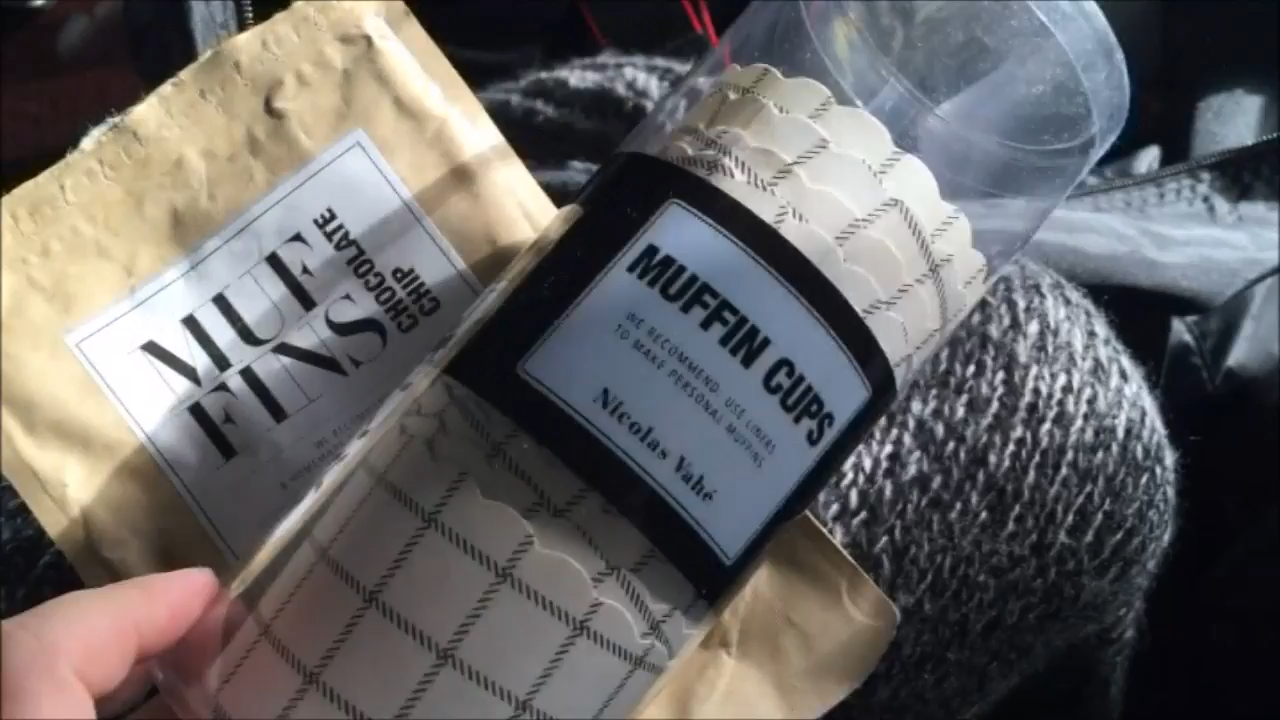 MUF
FINS
CHOCOLATE
CHIP
MUFFIN CUPS
WE RECOMMEND, USE LINERS
TO MAKE PERSONAL MUFFINS
Nicolas Vahé